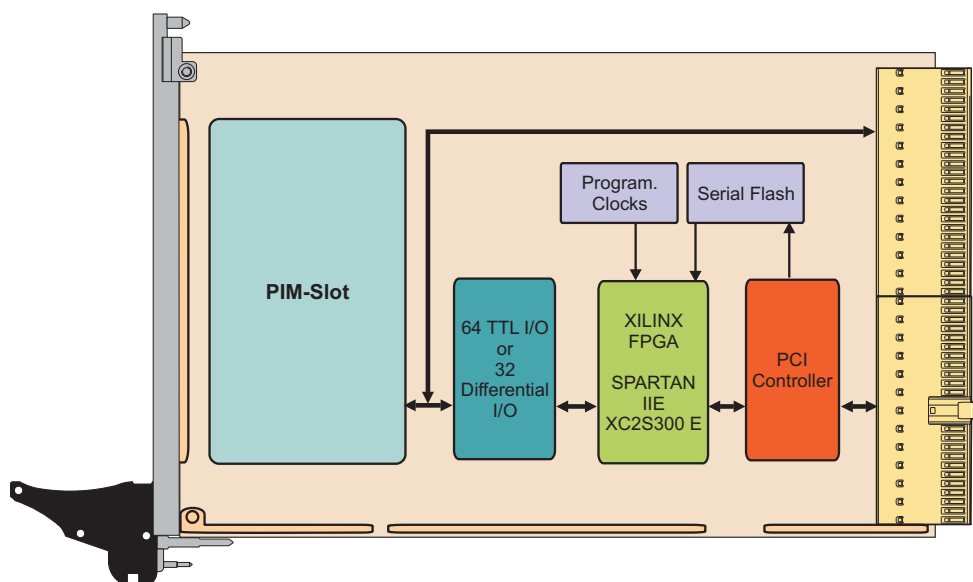 Program.
Clocks
Serial Flash
PIM-Slot
64 TTL I/O
or
32
Differential
I/O
XILINX
FPGA
SPARTAN
IIE
XC2S300 E
PCI
Controller